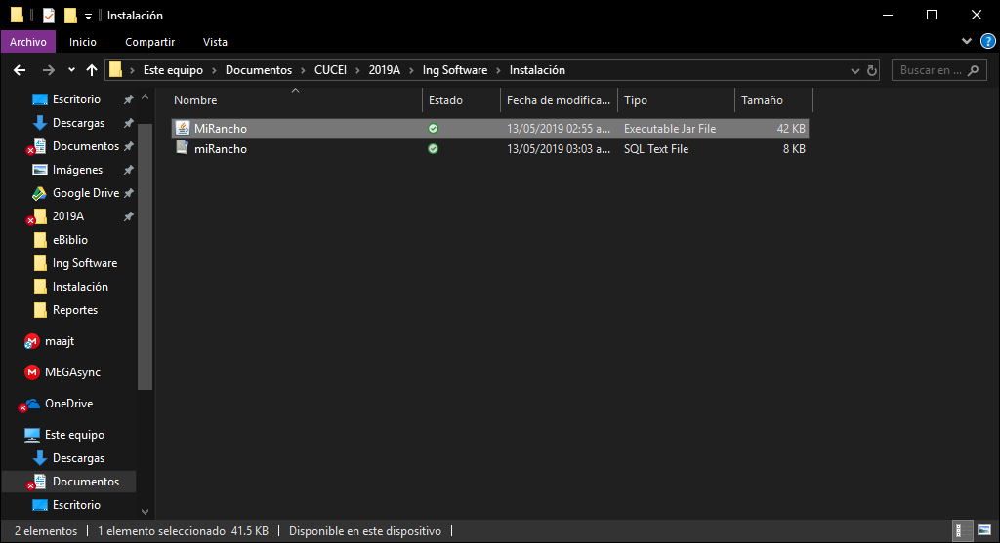 Instalación
Archivo Inicio Compartir Vista
Este equipo Documentos CUCEI 2019A Ing Software Instalación Buscar en ...
Nombre Estado Fecha de modifica... Tipo Tamaño
MiRancho 13/05/2019 02:55 a... Executable Jar File 42 KB
miRancho 13/05/2019 03:03 a... SQL Text File 8 KB
Escritorio
Descargas
Documentos
Imágenes
Google Drive
2019A
eBiblio
Ing Software
Instalación
Reportes
maajt
MEGAsync
OneDrive
Este equipo
Descargas
Documentos
Escritorio
2 elementos 1 elemento seleccionado 41.5 KB Disponible en este dispositivo